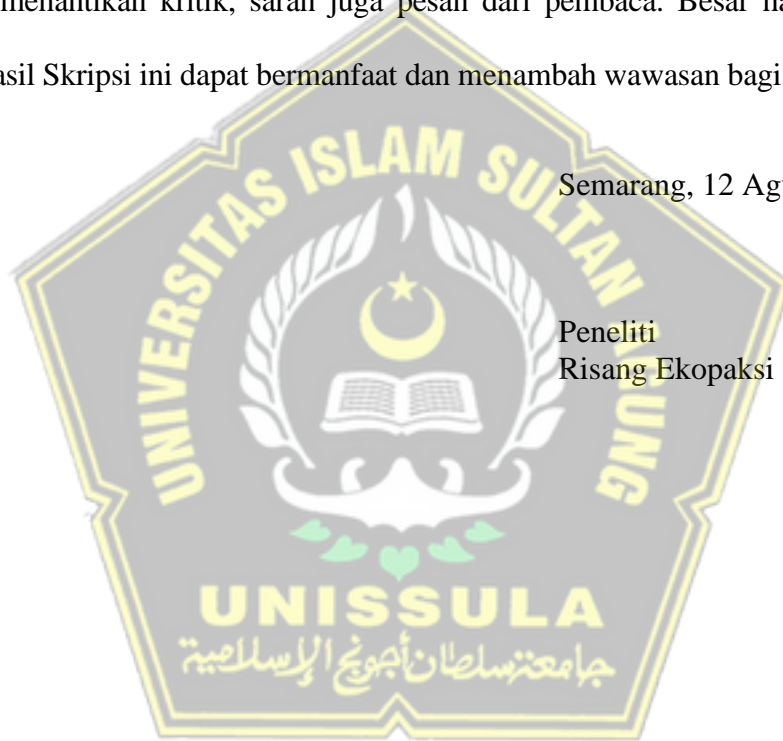 menantikan kritik, saran juga pesan dari pembaca. Besar
asil Skripsi ini dapat bermanfaat dan menambah wawasan bagi
Semarang, 12 Ag
Peneliti
Risang Ekopaksi
UNIVERSITAS ISLAM SULTAN AGUNG
UNISSULA
جامعة سلطان أجونج الإسلامية